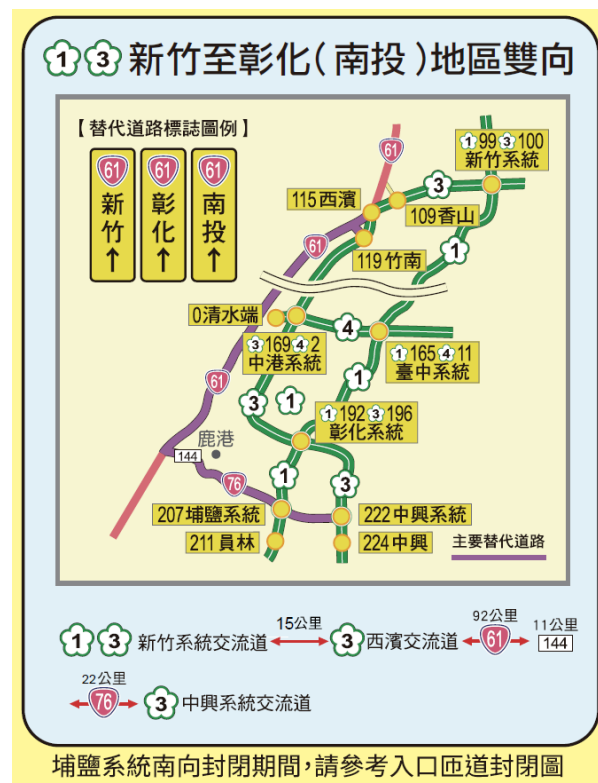 1 3 新竹至彰化(南投)地區雙向
【替代道路標誌圖例】
61 新竹↑
61 彰化↑
61 南投↑
61
1 99 3 100
新竹系統
3
115西濱
109香山
61
119竹南
1
0清水端
4
3 169 4 2
中港系統
1 165 4 11
臺中系統
61
1
3
1
1 192 3 196
彰化系統
鹿港
144
76
1
3
207埔鹽系統
222中興系統
211員林
224中興
主要替代道路
1 3 新竹系統交流道 15公里 3 西濱交流道 92公里 61 11公里 144
22公里 76 3 中興系統交流道
埔鹽系統南向封閉期間,請參考入口匝道封閉圖